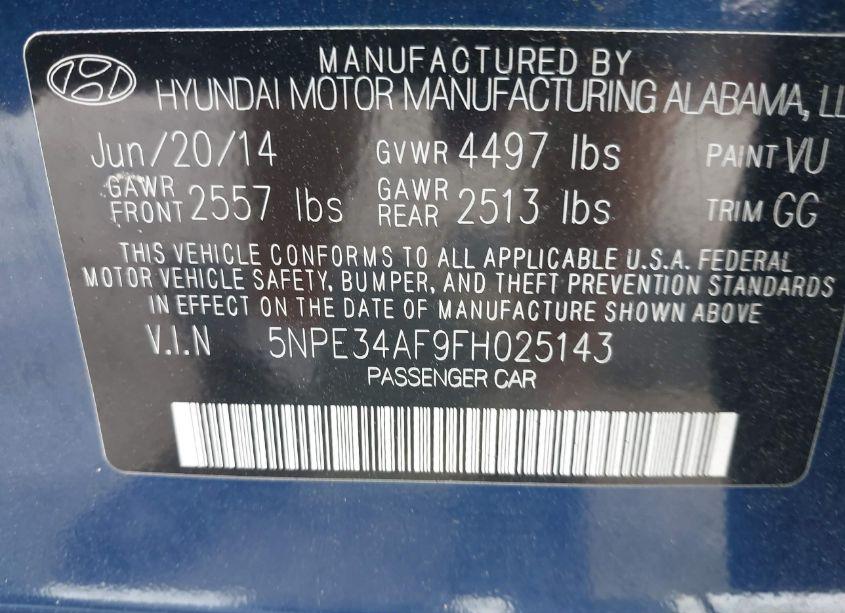 MANUFACTURED BY
HYUNDAI MOTOR MANUFACTURING ALABAMA, LL
Jun/20/14 GVWR 4497 lbs PAINT VU
GAWR FRONT 2557 lbs GAWR REAR 2513 lbs TRIM GG
THIS VEHICLE CONFORMS TO ALL APPLICABLE U.S.A. FEDERAL
MOTOR VEHICLE SAFETY, BUMPER, AND THEFT PREVENTION STANDARDS
IN EFFECT ON THE DATE OF MANUFACTURE SHOWN ABOVE
V.I.N 5NPE34AF9FH025143
PASSENGER CAR